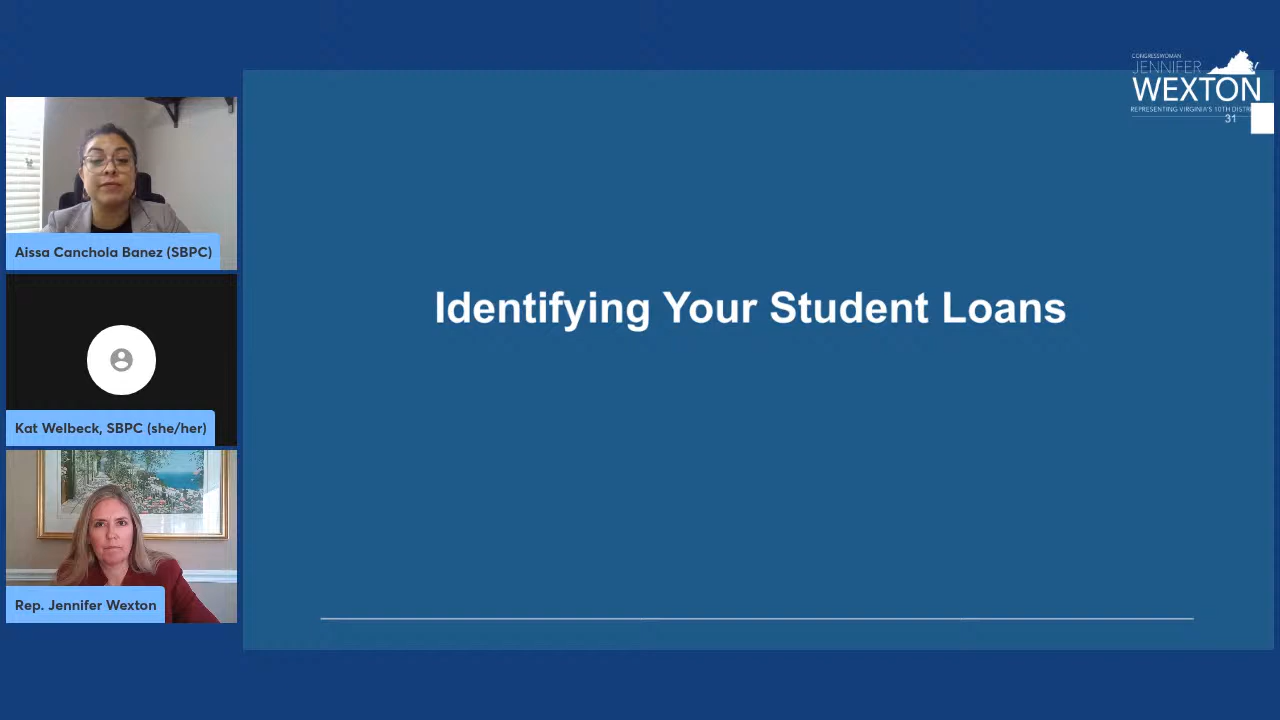 CONGRESSWOMAN
JENNIFER
WEXTON
REPRESENTING VIRGINIA'S 10TH
31
Aissa Canchola Banez (SBPC)
Identifying Your Student Loans
Kat Welbeck, SBPC (she/her)
Rep. Jennifer Wexton